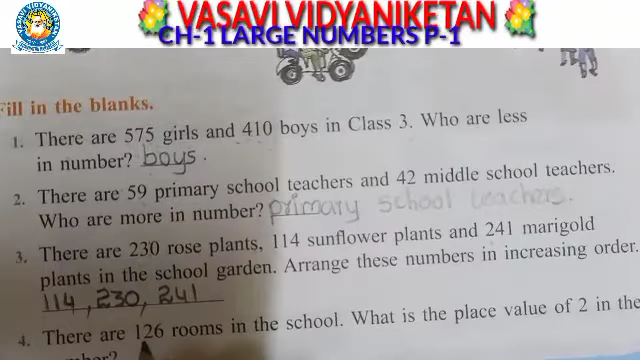 VASAVI VIDYANIKETAN
CH-1 LARGE NUMBERS P-1
Fill in the blanks.
1. There are 575 girls and 410 boys in Class 3. Who are less
in number? boys.
2. There are 59 primary school teachers and 42 middle school teachers.
Who are more in number? primary school teachers.
3. There are 230 rose plants, 114 sunflower plants and 241 marigold
plants in the school garden. Arrange these numbers in increasing order.
114, 230, 241
4. There are 126 rooms in the school. What is the place value of 2 in the